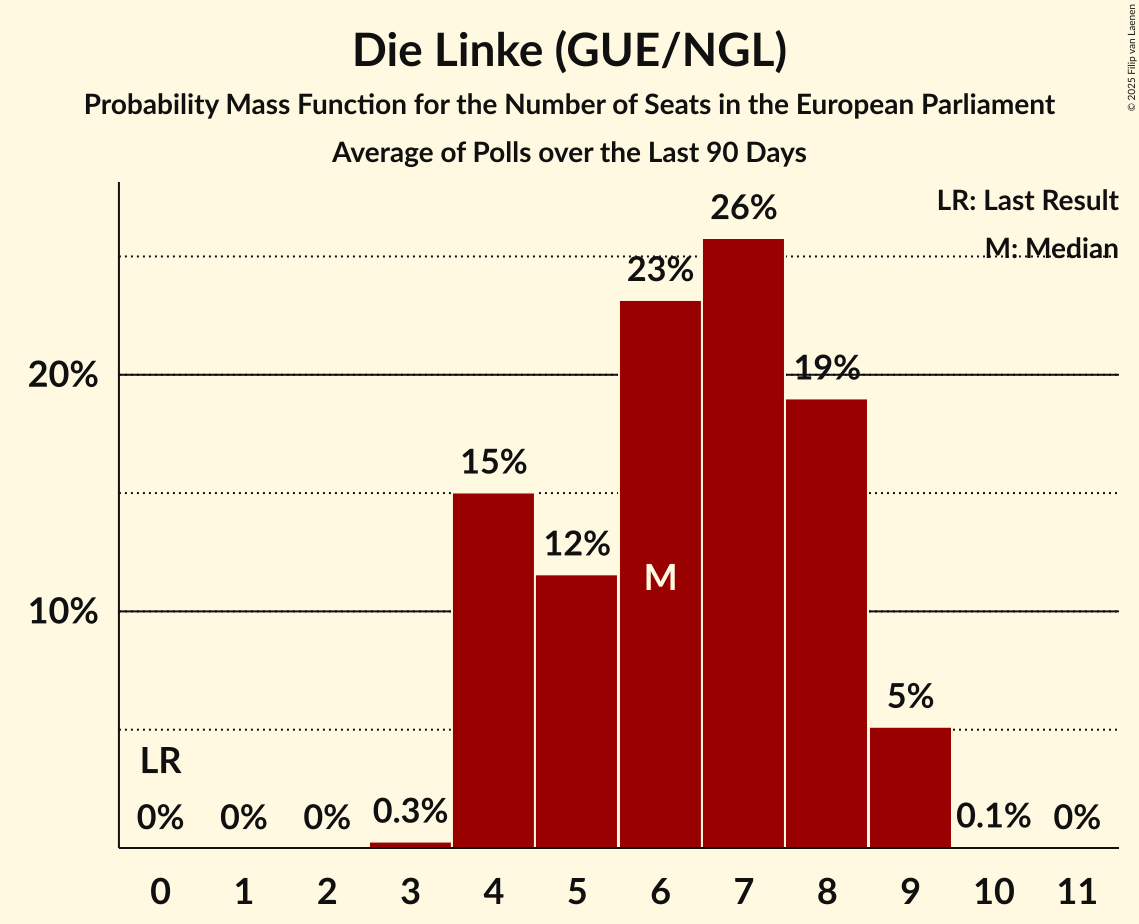 Die Linke (GUE/NGL)
Probability Mass Function for the Number of Seats in the European Parliament
Average of Polls over the Last 90 Days
© 2025 Filip van Laenen
LR: Last Result
M: Median
26%
23%
20%
19%
15%
12%
M
10%
5%
LR
0%
0%
0%
0.3%
0.1%
0%
0 1 2 3 4 5 6 7 8 9 10 11